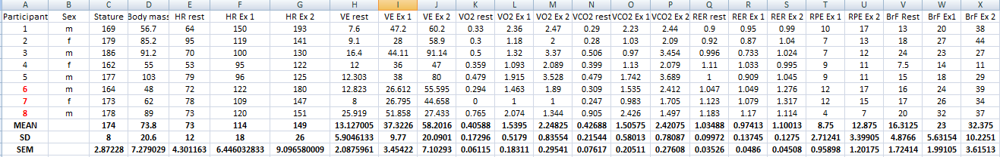 A B C D E F G H I J K L M N O P Q R S T U V W X
Participant Sex Stature Body mass HR rest HR Ex 1 HR Ex 2 VE rest VE Ex 1 VE Ex 2 VO2 rest VO2 Ex 1 VO2 Ex 2 VCO2 rest VCO2 Ex 1 VCO2 Ex 2 RER rest RER Ex 1 RER Ex 2 RPE Ex 1 RPE Ex 2 BrF Rest BrF Ex1 BrF Ex 2
1 m 169 56.7 64 150 193 7.6 47.2 60.2 0.33 2.36 2.47 0.29 2.23 2.44 0.9 0.95 0.99 10 17 13 20 38
2 f 179 85.2 95 119 141 9.1 28 58.9 0.3 1.18 2 0.28 1.03 2.09 0.92 0.87 1.04 7 13 18 27 44
3 m 186 91.2 70 100 130 16.4 44.11 91.14 0.5 1.32 3.37 0.506 0.97 3.454 0.996 0.733 1.024 7 12 24 23 27
4 f 162 55 53 95 122 12 36 47 0.359 1.093 2.089 0.399 1.13 2.079 1.11 1.033 0.995 9 11 7.5 14 11
5 m 177 103 79 96 125 12.303 38 80 0.479 1.915 3.528 0.479 1.742 3.689 1 0.909 1.045 9 11 15 18 29
6 m 164 48 72 122 180 12.823 26.612 55.595 0.294 1.463 1.89 0.309 1.535 2.412 1.047 1.049 1.276 12 17 16 24 39
7 f 173 62 78 109 147 8 26.795 44.658 0 1 1 0.247 0.983 1.705 1.123 1.079 1.317 12 15 17 26 34
8 m 178 89 73 120 151 25.919 51.858 27.433 0.765 2.074 1.344 0.905 2.426 1.497 1.183 1.17 1.114 4 7 20 32 37
MEAN 174 73.8 73 114 149 13.127005 37.3226 58.2016 0.40588 1.5395 2.24825 0.42688 1.50575 2.42075 1.03488 0.97413 1.10013 8.75 12.875 16.3125 23 32.375
SD 8 20.6 12 18 26 5.9046133 9.77 20.0901 0.17296 0.5179 0.83554 0.21544 0.58013 0.78087 0.09972 0.13745 0.1275 2.71241 3.39905 4.8766 5.63154 10.2251
SEM 2.87228 7.279029 4.301163 6.446032833 9.096580009 2.0875961 3.45422 7.10293 0.06115 0.18311 0.29541 0.07617 0.20511 0.27608 0.03526 0.0486 0.04508 0.95898 1.20175 1.72414 1.99105 3.61513